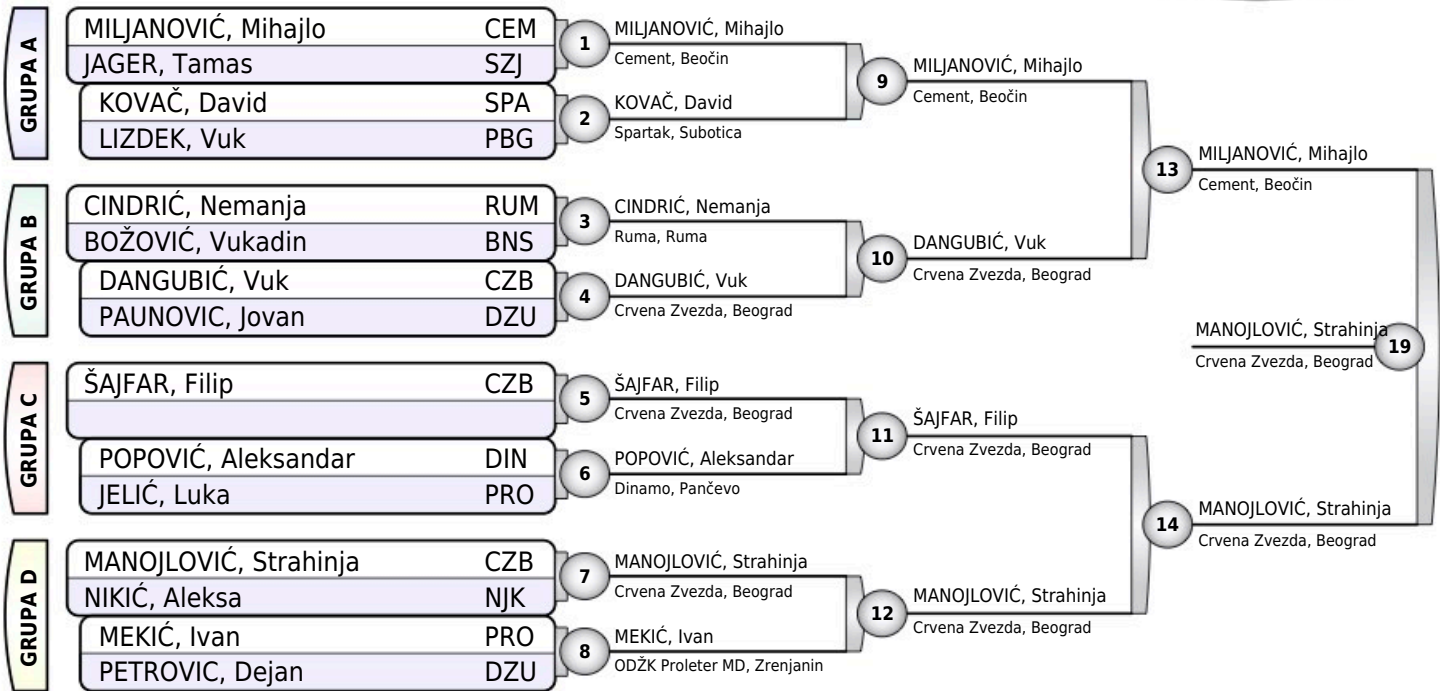 GRUPA A
MILJANOVIĆ, Mihajlo CEM
JAGER, Tamas SZJ
KOVAČ, David SPA
LIZDEK, Vuk PBG
GRUPA B
CINDRIĆ, Nemanja RUM
BOŽOVIĆ, Vukadin BNS
DANGUBIĆ, Vuk CZB
PAUNOVIC, Jovan DZU
GRUPA C
ŠAJFAR, Filip CZB
POPOVIĆ, Aleksandar DIN
JELIĆ, Luka PRO
GRUPA D
MANOJLOVIĆ, Strahinja CZB
NIKIĆ, Aleksa NJK
MEKIĆ, Ivan PRO
PETROVIC, Dejan DZU
1
MILJANOVIĆ, Mihajlo
Cement, Beočin
2
KOVAČ, David
Spartak, Subotica
3
CINDRIĆ, Nemanja
Ruma, Ruma
4
DANGUBIĆ, Vuk
Crvena Zvezda, Beograd
5
ŠAJFAR, Filip
Crvena Zvezda, Beograd
6
POPOVIĆ, Aleksandar
Dinamo, Pančevo
7
MANOJLOVIĆ, Strahinja
Crvena Zvezda, Beograd
8
MEKIĆ, Ivan
ODŽK Proleter MD, Zrenjanin
9
MILJANOVIĆ, Mihajlo
Cement, Beočin
10
DANGUBIĆ, Vuk
Crvena Zvezda, Beograd
11
ŠAJFAR, Filip
Crvena Zvezda, Beograd
12
MANOJLOVIĆ, Strahinja
Crvena Zvezda, Beograd
13
MILJANOVIĆ, Mihajlo
Cement, Beočin
14
MANOJLOVIĆ, Strahinja
Crvena Zvezda, Beograd
MANOJLOVIĆ, Strahinja
Crvena Zvezda, Beograd
19